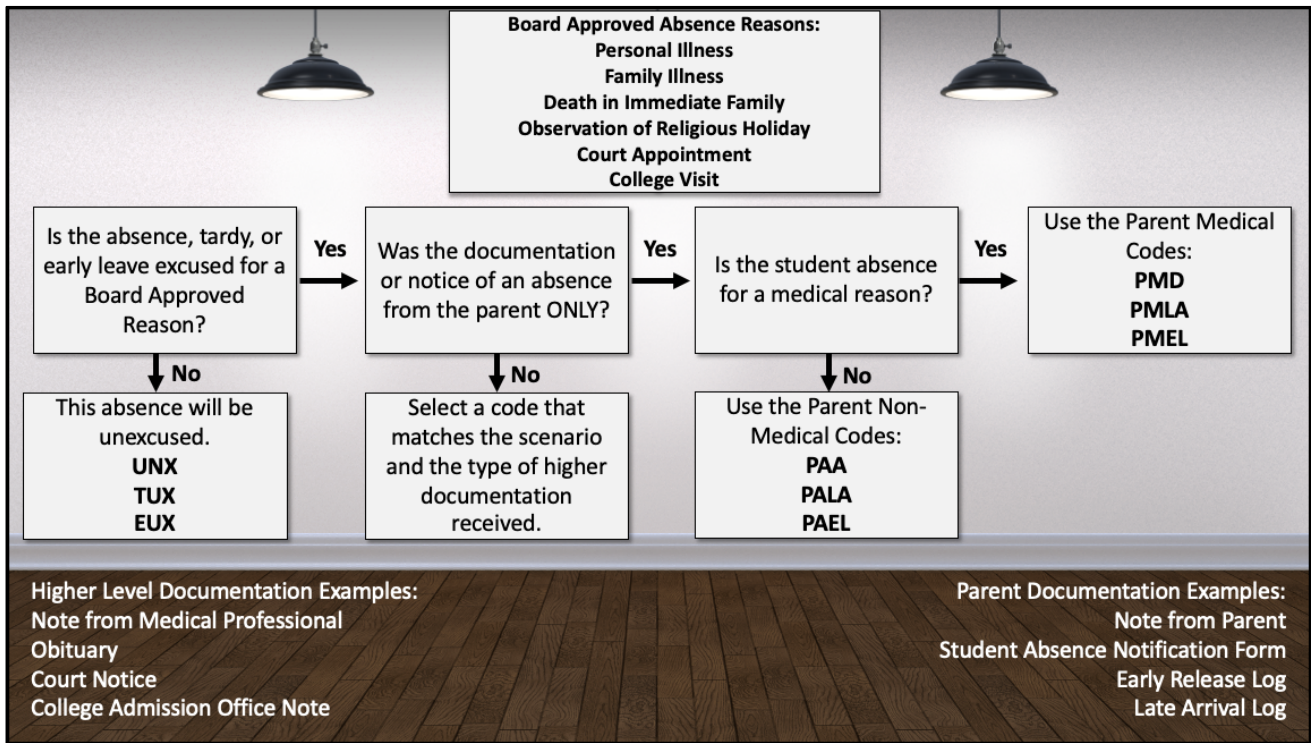 Board Approved Absence Reasons:
Personal Illness
Family Illness
Death in Immediate Family
Observation of Religious Holiday
Court Appointment
College Visit
Is the absence, tardy, or
early leave excused for a
Board Approved
Reason?
Yes
Was the documentation
or notice of an absence
from the parent ONLY?
Yes
Is the student absence
for a medical reason?
Yes
Use the Parent Medical
Codes:
PMD
PMLA
PMEL
No
This absence will be
unexcused.
UNX
TUX
EUX
No
Select a code that
matches the scenario
and the type of higher
documentation
received.
No
Use the Parent Non-
Medical Codes:
PAA
PALA
PAEL
Higher Level Documentation Examples:
Note from Medical Professional
Obituary
Court Notice
College Admission Office Note
Parent Documentation Examples:
Note from Parent
Student Absence Notification Form
Early Release Log
Late Arrival Log